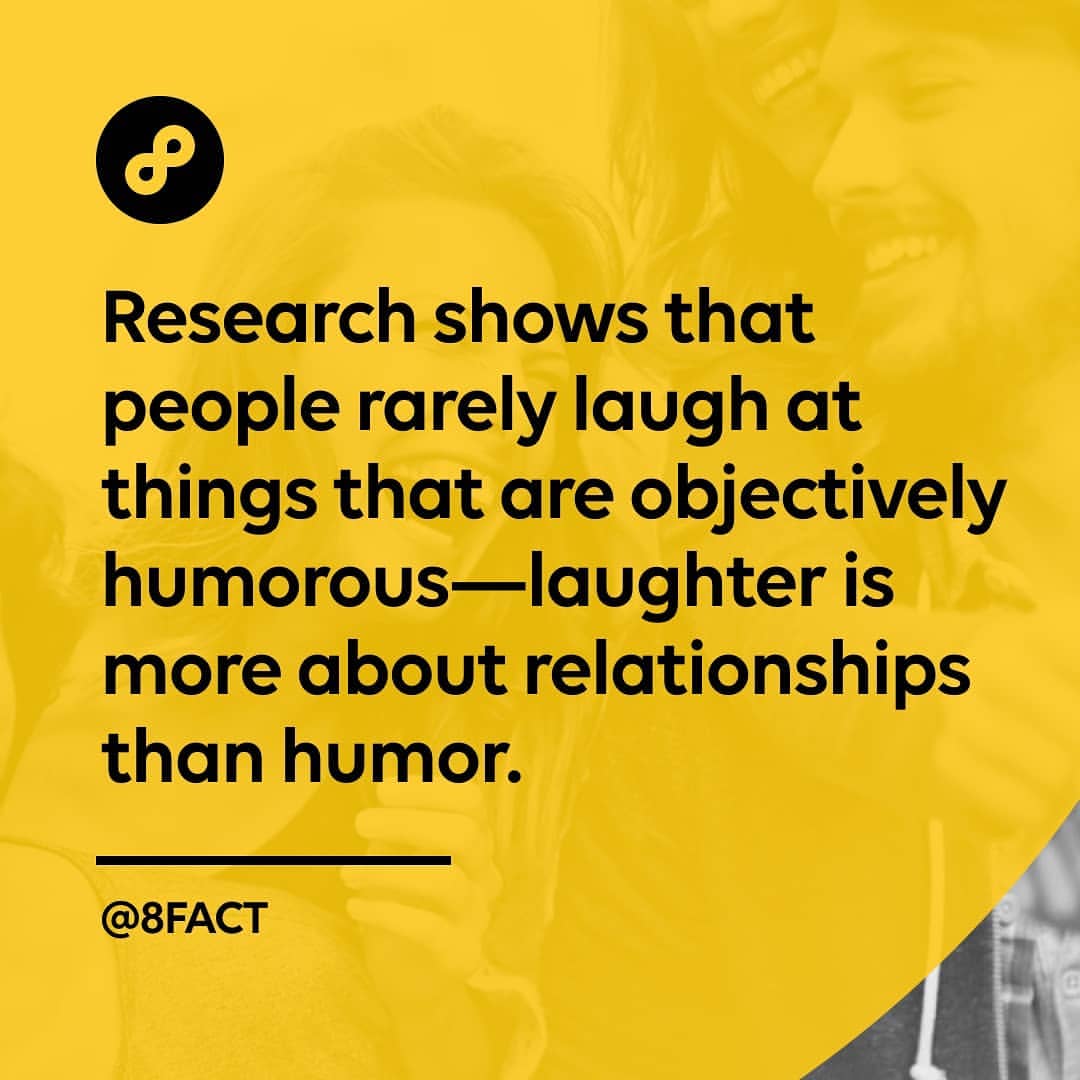 Research shows that
people rarely laugh at
things that are objectively
humorous—laughter is
more about relationships
than humor.
@8FACT